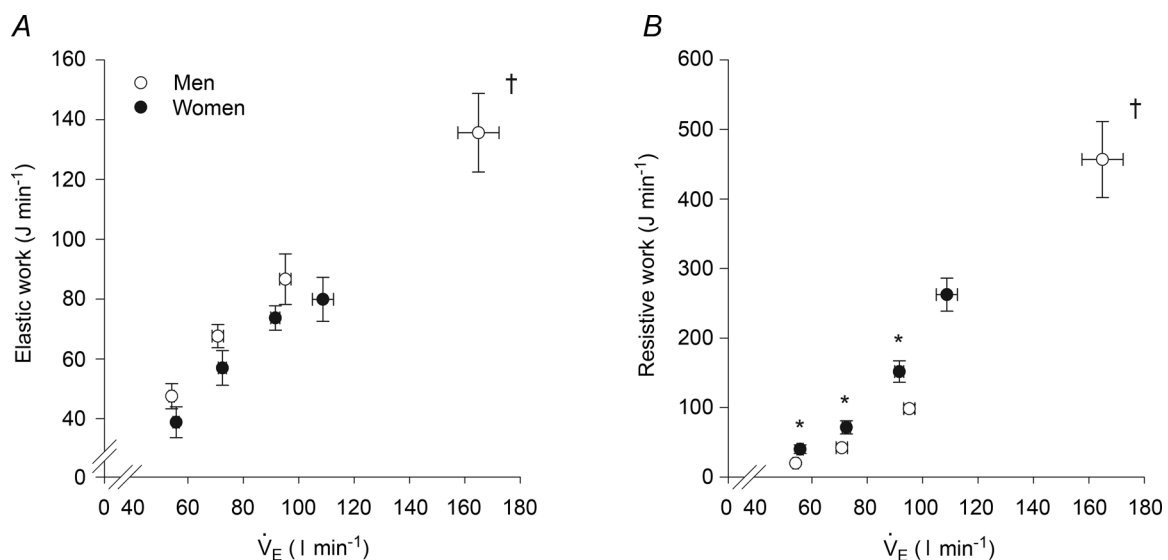 A
B
160
140
120
100
80
60
40
0
Elastic work (J min⁻¹)
Men
Women
†
0 40 60 80 100 120 140 160 180
V̇E (l min⁻¹)
600
500
400
300
200
100
0
Resistive work (J min⁻¹)
†
*
*
*
0 40 60 80 100 120 140 160 180
V̇E (l min⁻¹)